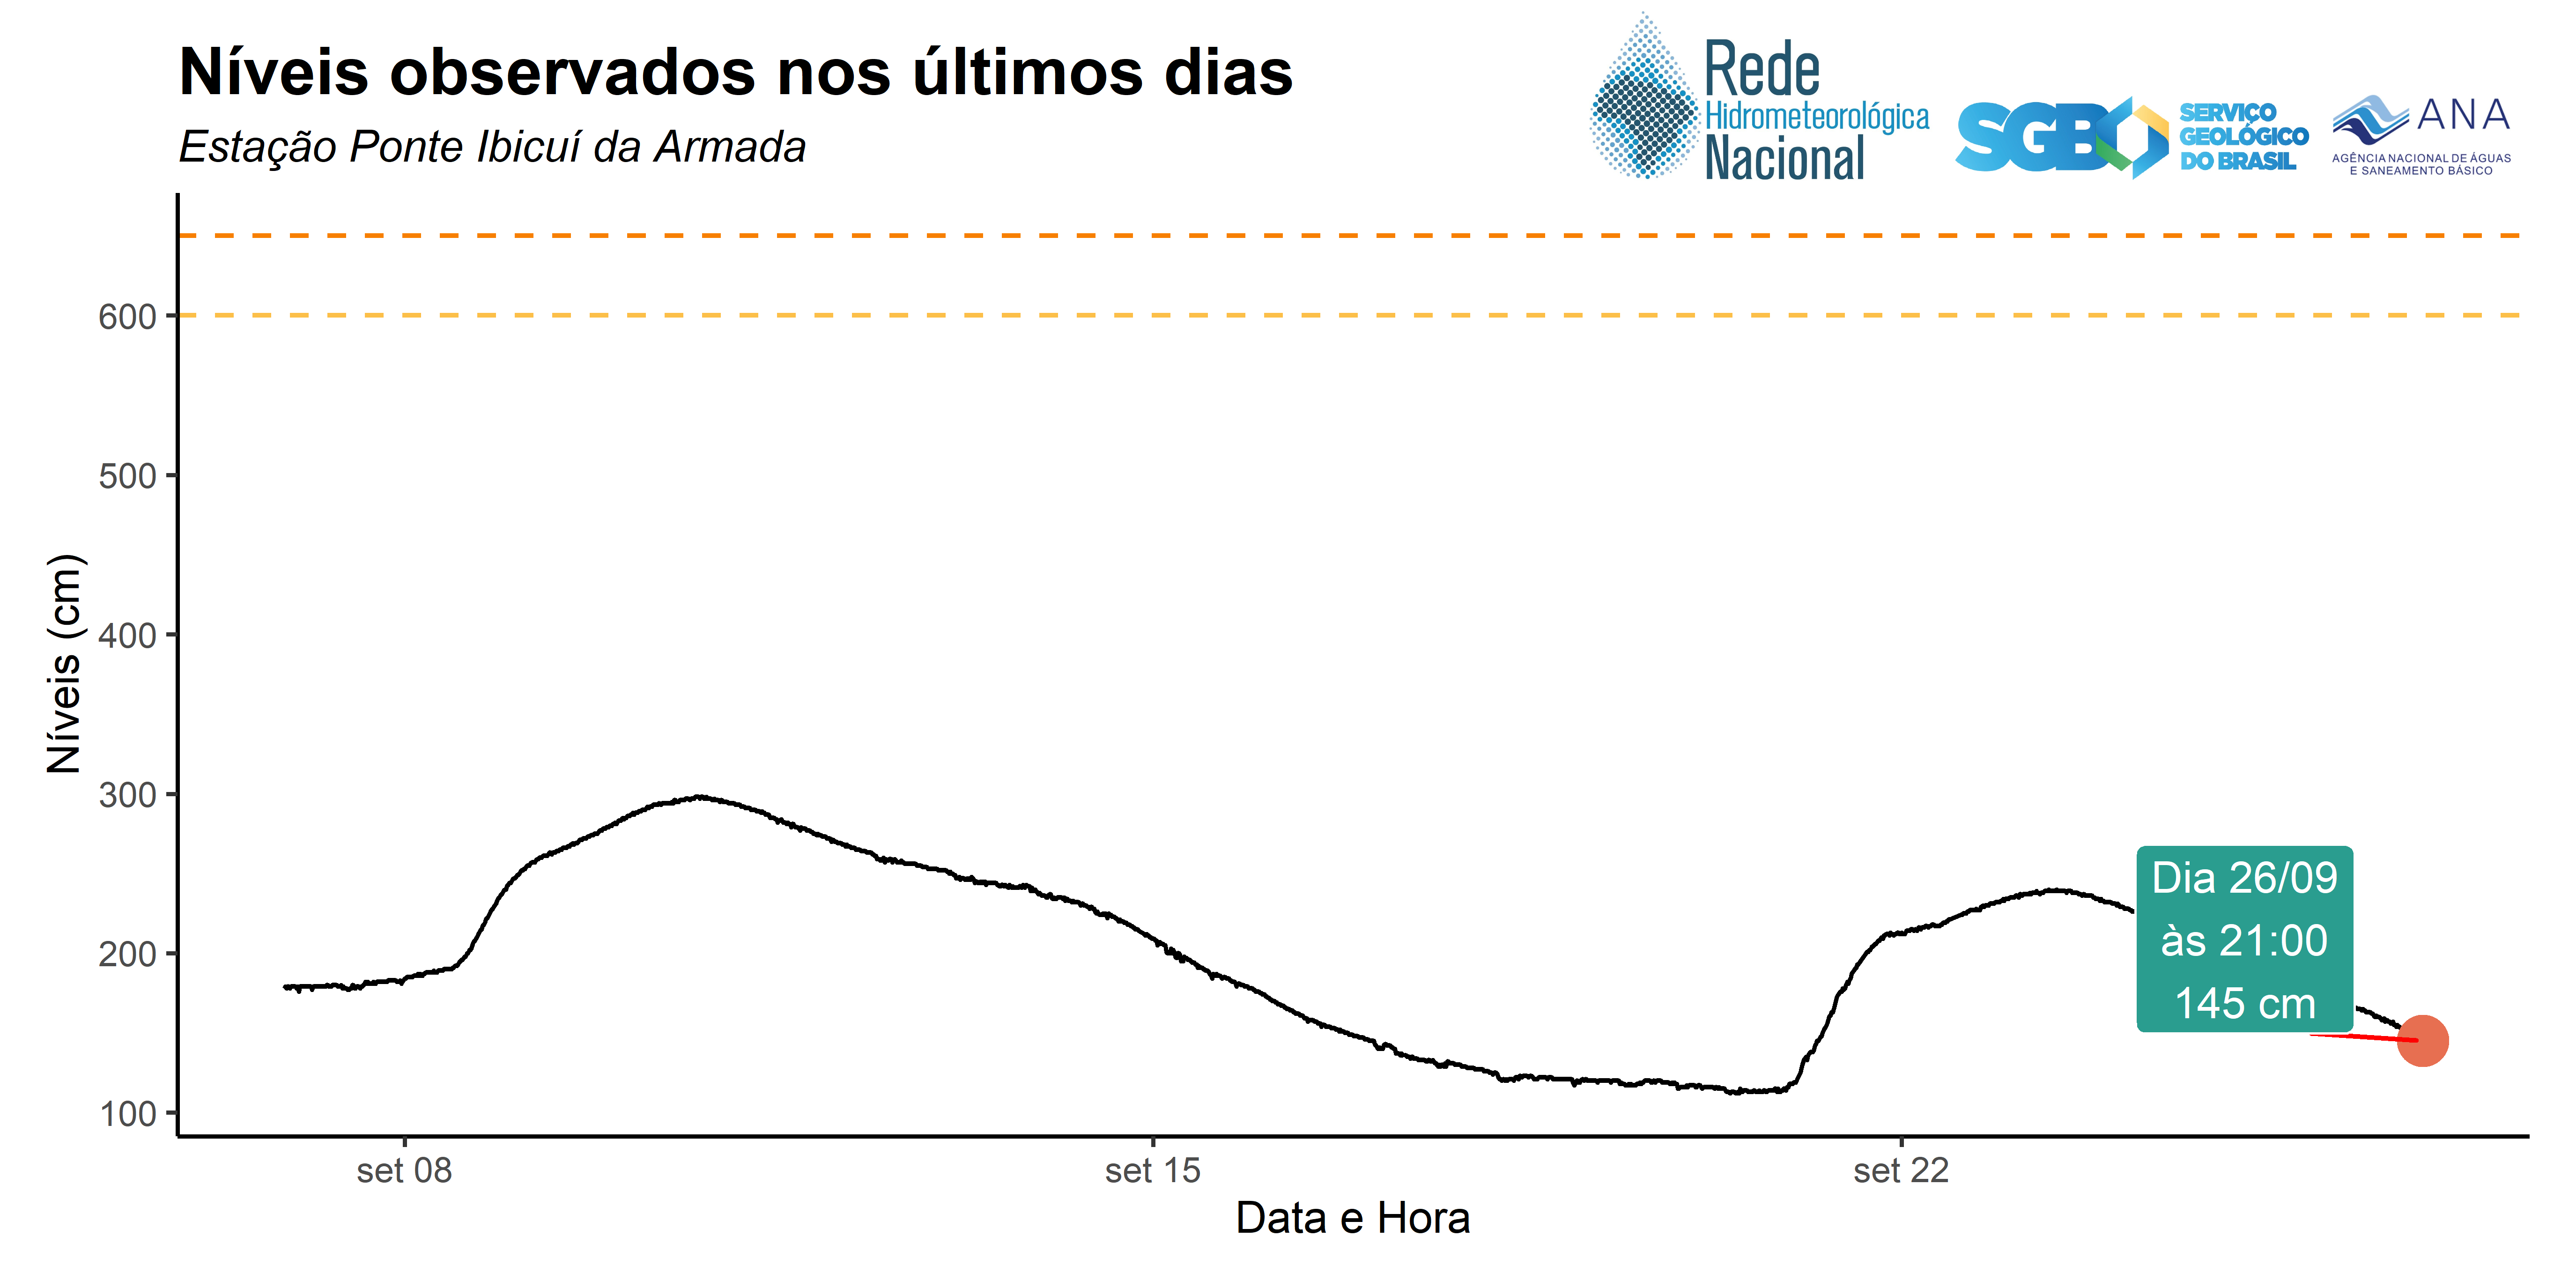 Níveis observados nos últimos dias
Estação Ponte Ibicuí da Armada
Rede
Hidrometeorológica
Nacional
SGB
SERVIÇO
GEOLÓGICO
DO BRASIL
ANA
AGÊNCIA NACIONAL DE ÁGUAS
E SANEAMENTO BÁSICO
Níveis (cm)
600
500
400
300
200
100
Dia 26/09
às 21:00
145 cm
set 08
set 15
set 22
Data e Hora